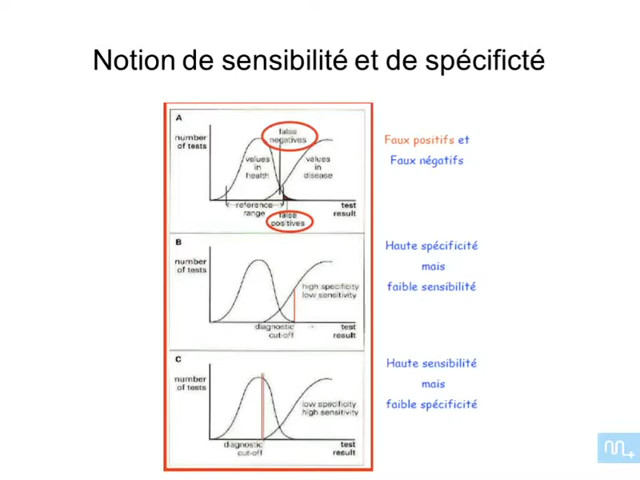 Notion de sensibilité et de spécificté
A
number
of tests
false
negatives
values
in
health
values
in
disease
reference
range
false
positives
test
result
Faux positifs et
Faux négatifs
B
number
of tests
high specificity
low sensitivity
diagnostic
cut-off
test
result
Haute spécificité
mais
faible sensibilité
C
number
of tests
low specificity
high sensitivity
diagnostic
cut-off
test
result
Haute sensibilité
mais
faible spécificité